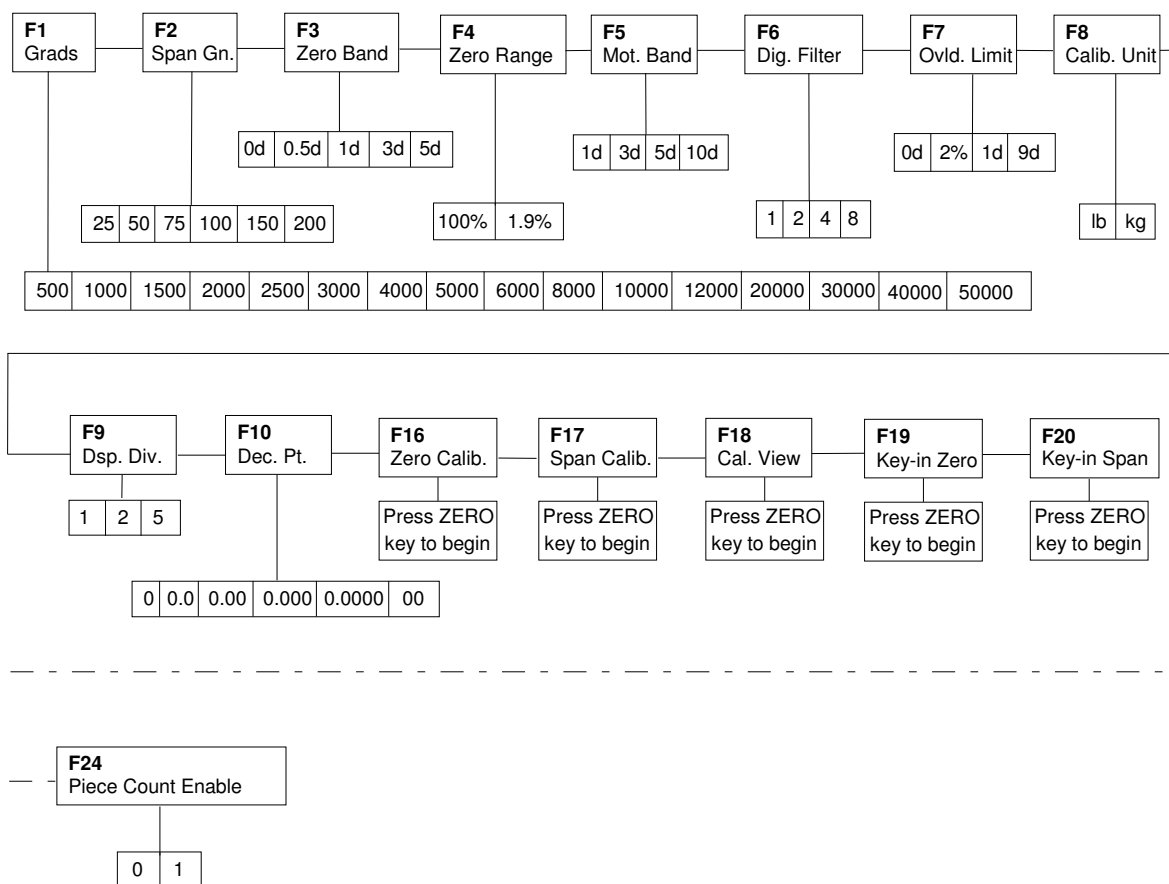 F1
Grads
F2
Span Gn.
F3
Zero Band
F4
Zero Range
F5
Mot. Band
F6
Dig. Filter
F7
Ovld. Limit
F8
Calib. Unit
0d 0.5d 1d 3d 5d
1d 3d 5d 10d
0d 2% 1d 9d
25 50 75 100 150 200
100% 1.9%
1 2 4 8
lb kg
500 1000 1500 2000 2500 3000 4000 5000 6000 8000 10000 12000 20000 30000 40000 50000
F9
Dsp. Div.
F10
Dec. Pt.
F16
Zero Calib.
F17
Span Calib.
F18
Cal. View
F19
Key-in Zero
F20
Key-in Span
1 2 5
Press ZERO
key to begin
Press ZERO
key to begin
Press ZERO
key to begin
Press ZERO
key to begin
Press ZERO
key to begin
0 0.0 0.00 0.000 0.0000 00
F24
Piece Count Enable
0 1